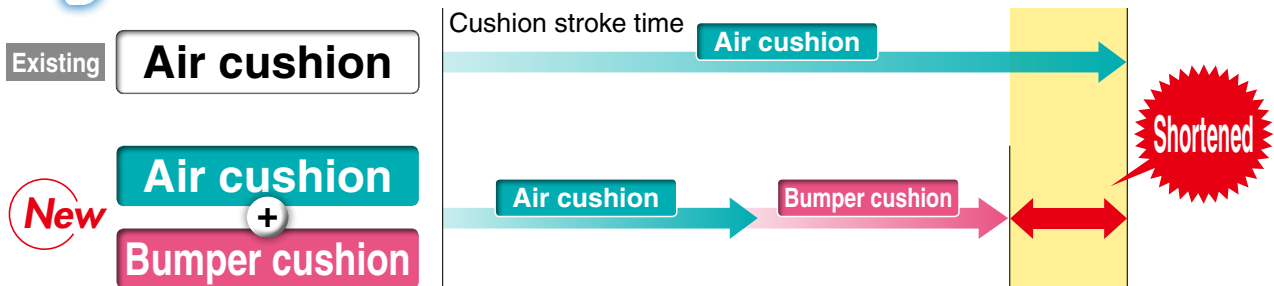 Cushion stroke time
Existing
Air cushion
Air cushion
Shortened
New
Air cushion
+
Bumper cushion
Air cushion
Bumper cushion